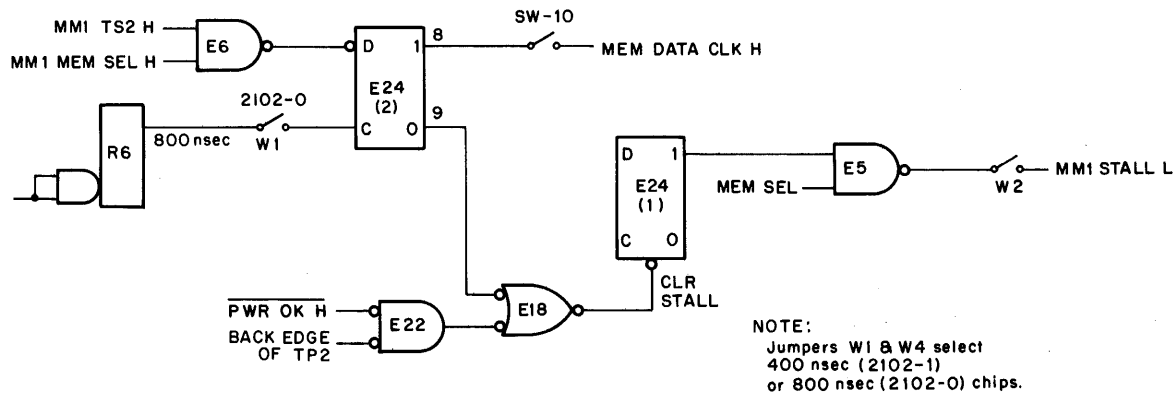 SW-10
MM1 TS2 H
E6
D
1
8
MEM DATA CLK H
MM1 MEM SEL H
E24
(2)
2102-0
9
R6
800 nsec
W1
C
0
D
1
E5
E24
(1)
MEM SEL
W2
MM1 STALL L
C
0
CLR
STALL
PWR OK H
E22
E18
BACK EDGE
OF TP2
NOTE:
Jumpers W1 & W4 select
400 nsec (2102-1)
or 800 nsec (2102-0) chips.